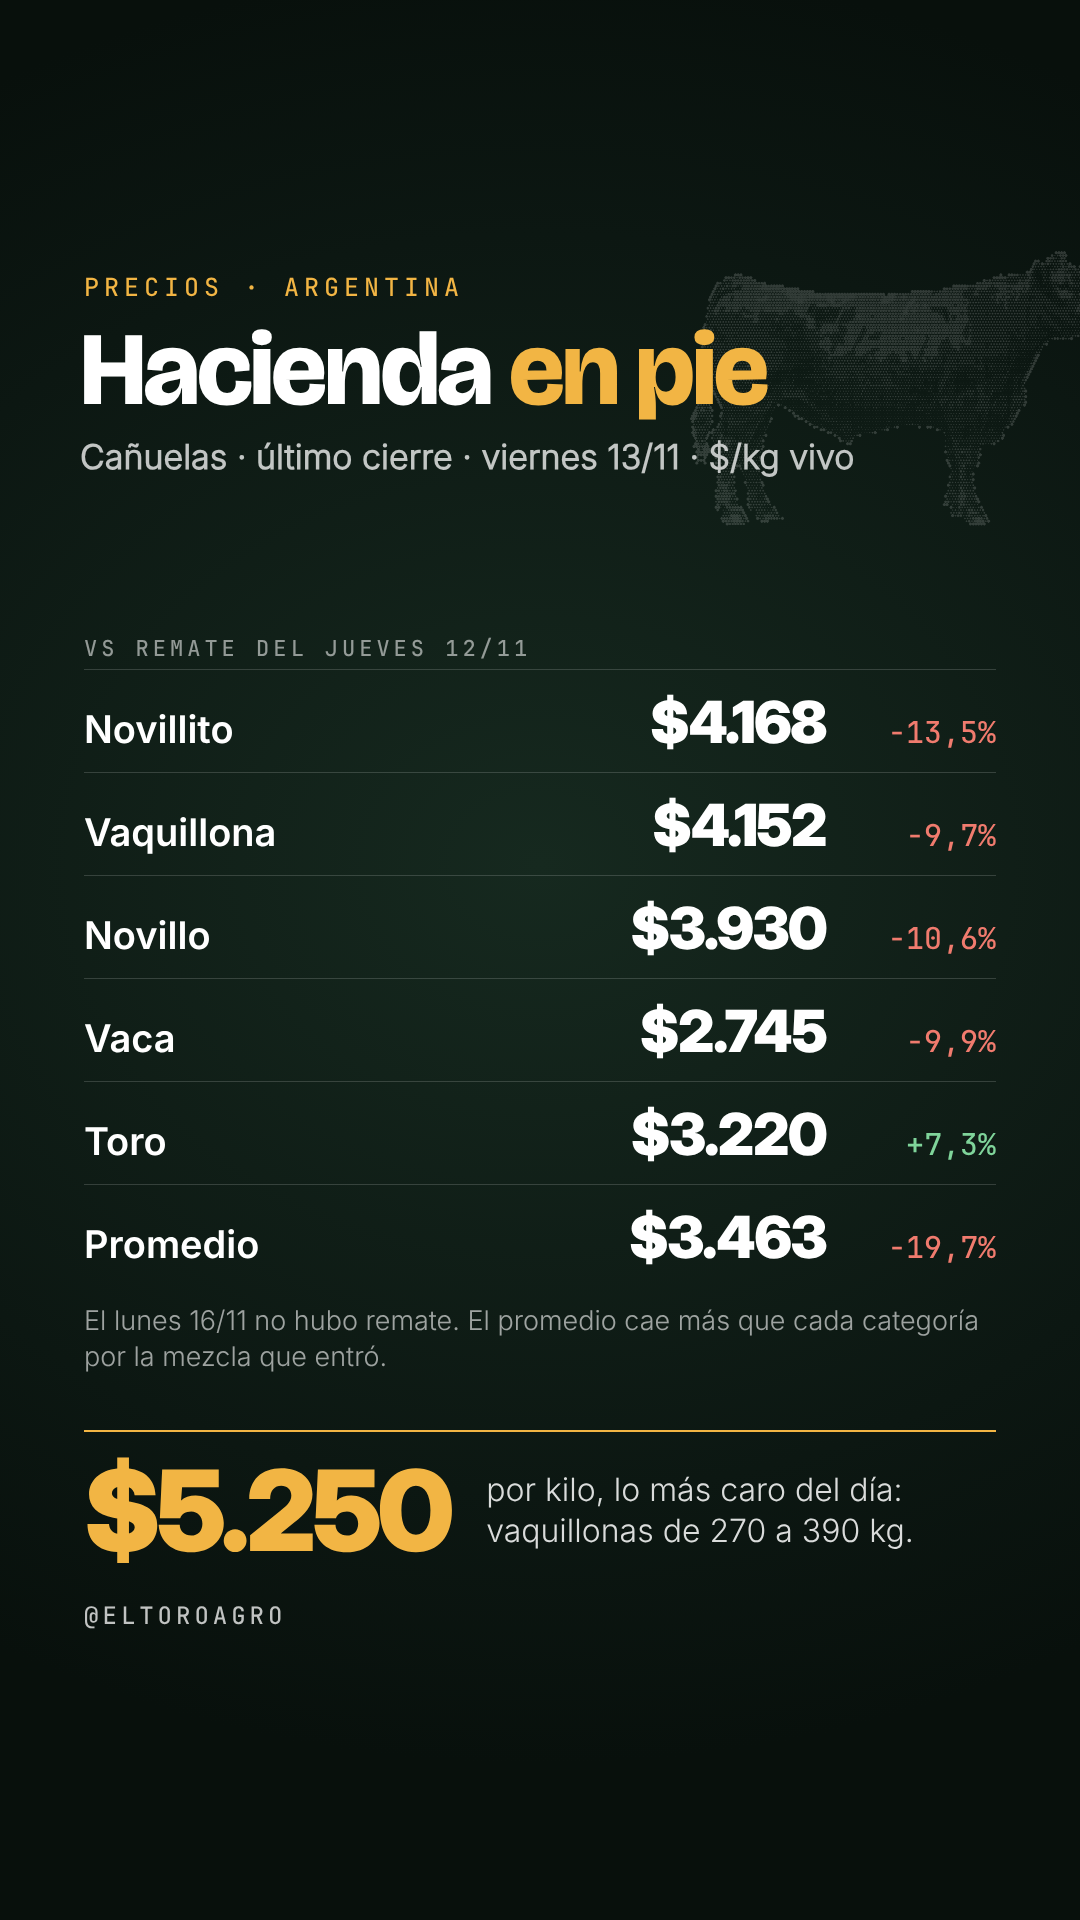 PRECIOS · ARGENTINA
Hacienda en pie
Cañuelas · último cierre · viernes 13/11 · $/kg vivo
VS REMATE DEL JUEVES 12/11
Novillito $4.168 -13,5%
Vaquillona $4.152 -9,7%
Novillo $3.930 -10,6%
Vaca $2.745 -9,9%
Toro $3.220 +7,3%
Promedio $3.463 -19,7%
El lunes 16/11 no hubo remate. El promedio cae más que cada categoría
por la mezcla que entró.
$5.250 por kilo, lo más caro del día:
vaquillonas de 270 a 390 kg.
@ELTOROAGRO